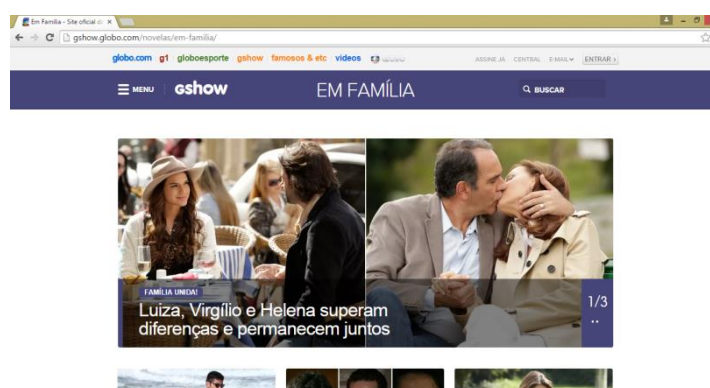 Em Família - Site oficial d
gshow.globo.com/novelas/em-familia/
globo.com g1 globoesporte gshow famosos & etc vídeos
ASSINE JÁ CENTRAL E-MAIL ENTRAR ›
MENU gshow EM FAMÍLIA BUSCAR
FAMÍLIA UNIDA!
Luiza, Virgílio e Helena superam
diferenças e permanecem juntos
1/3